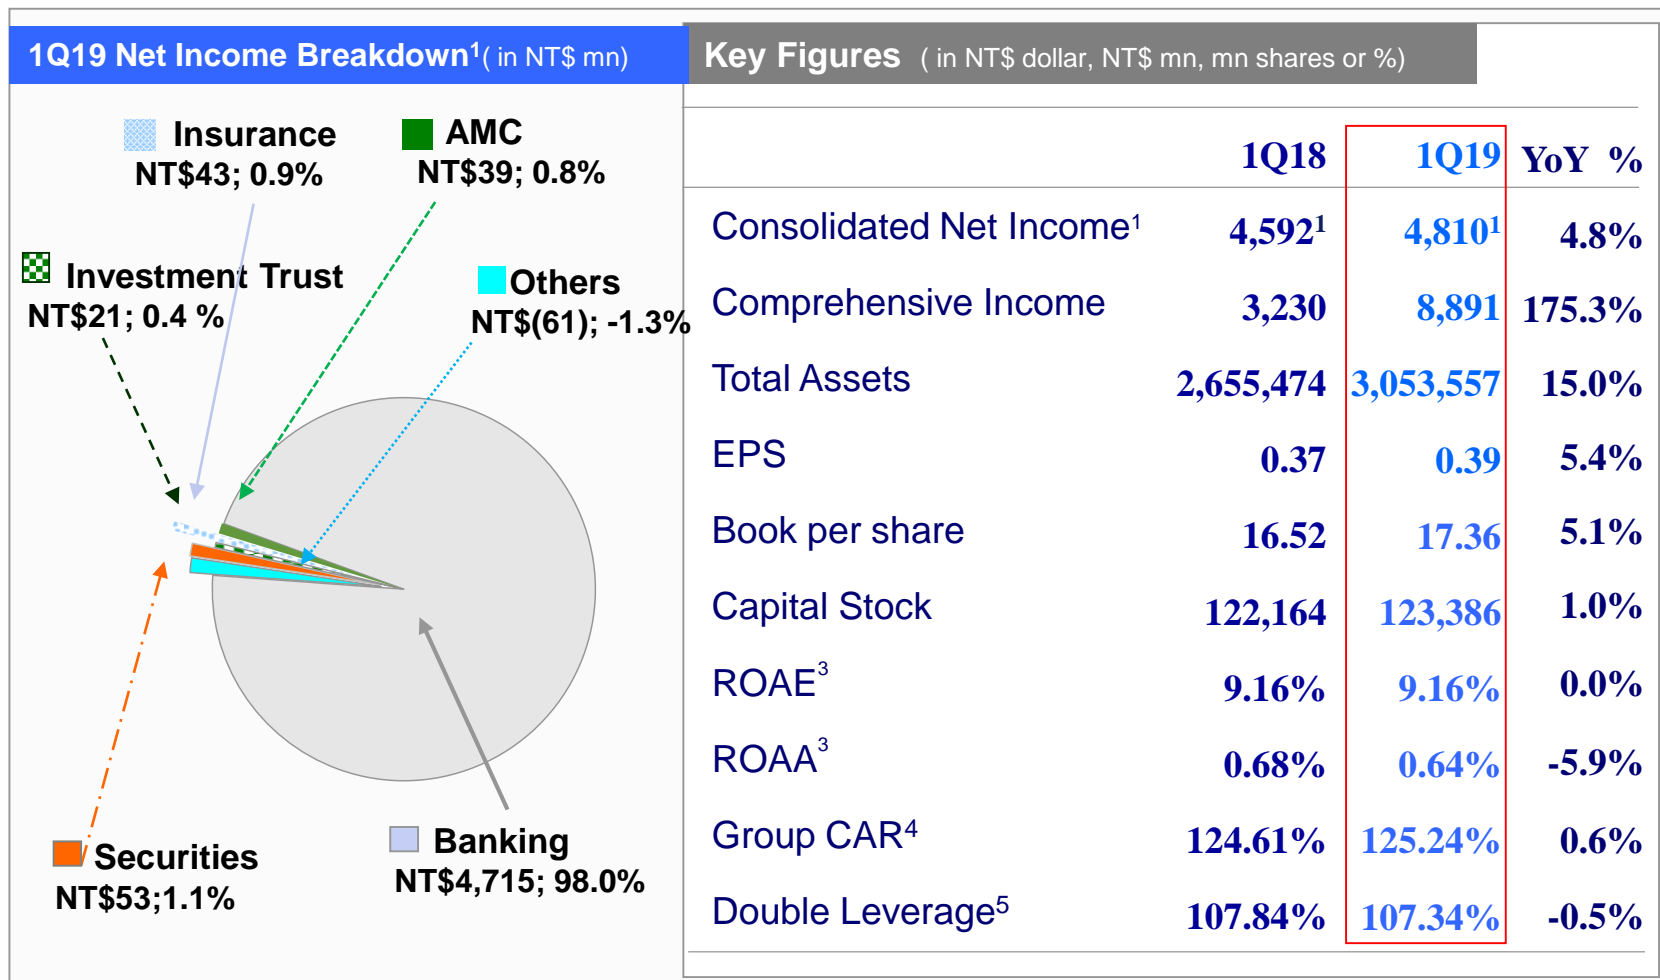 1Q19 Net Income Breakdown1( in NT$ mn)
Insurance
NT$43; 0.9%
AMC
NT$39; 0.8%
Investment Trust
NT$21; 0.4 %
Others
NT$(61); -1.3%
Securities
NT$53;1.1%
Banking
NT$4,715; 98.0%
Key Figures ( in NT$ dollar, NT$ mn, mn shares or %)
1Q18 1Q19 YoY %
Consolidated Net Income1 4,5921 4,8101 4.8%
Comprehensive Income 3,230 8,891 175.3%
Total Assets 2,655,474 3,053,557 15.0%
EPS 0.37 0.39 5.4%
Book per share 16.52 17.36 5.1%
Capital Stock 122,164 123,386 1.0%
ROAE3 9.16% 9.16% 0.0%
ROAA3 0.68% 0.64% -5.9%
Group CAR4 124.61% 125.24% 0.6%
Double Leverage5 107.84% 107.34% -0.5%